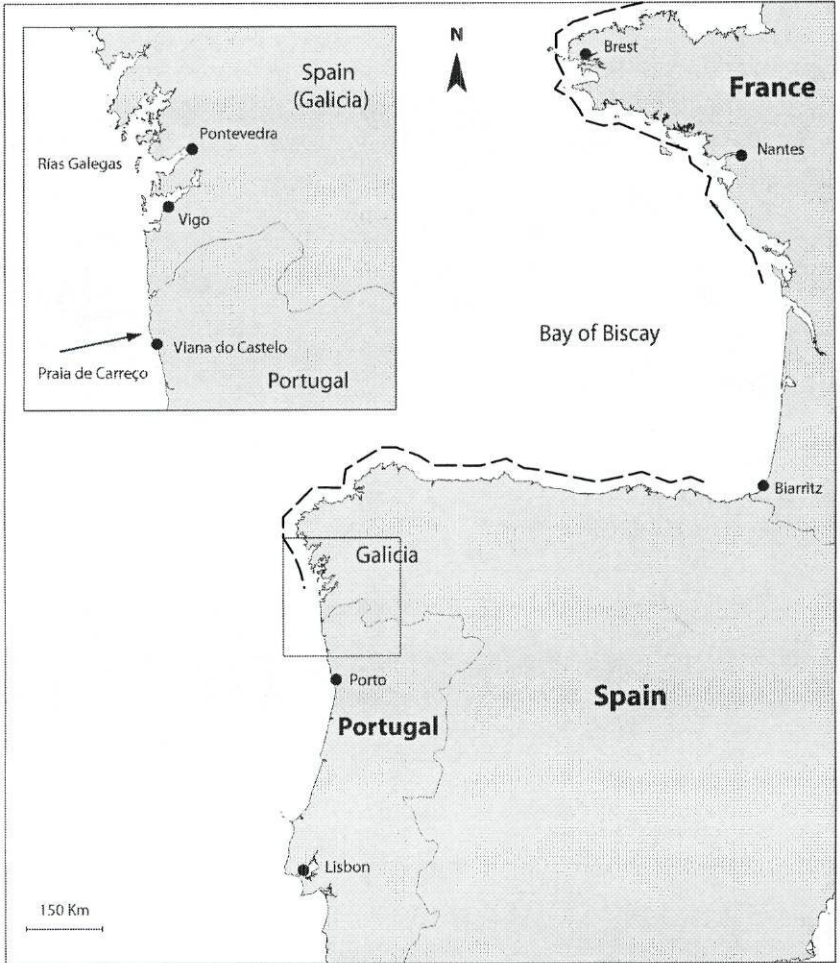 Spain
(Galicia)
Pontevedra
Rías Galegas
Vigo
Viana do Castelo
Praia de Carreço
Portugal
N
Brest
France
Nantes
Bay of Biscay
Biarritz
Galicia
Porto
Portugal
Spain
Lisbon
150 Km